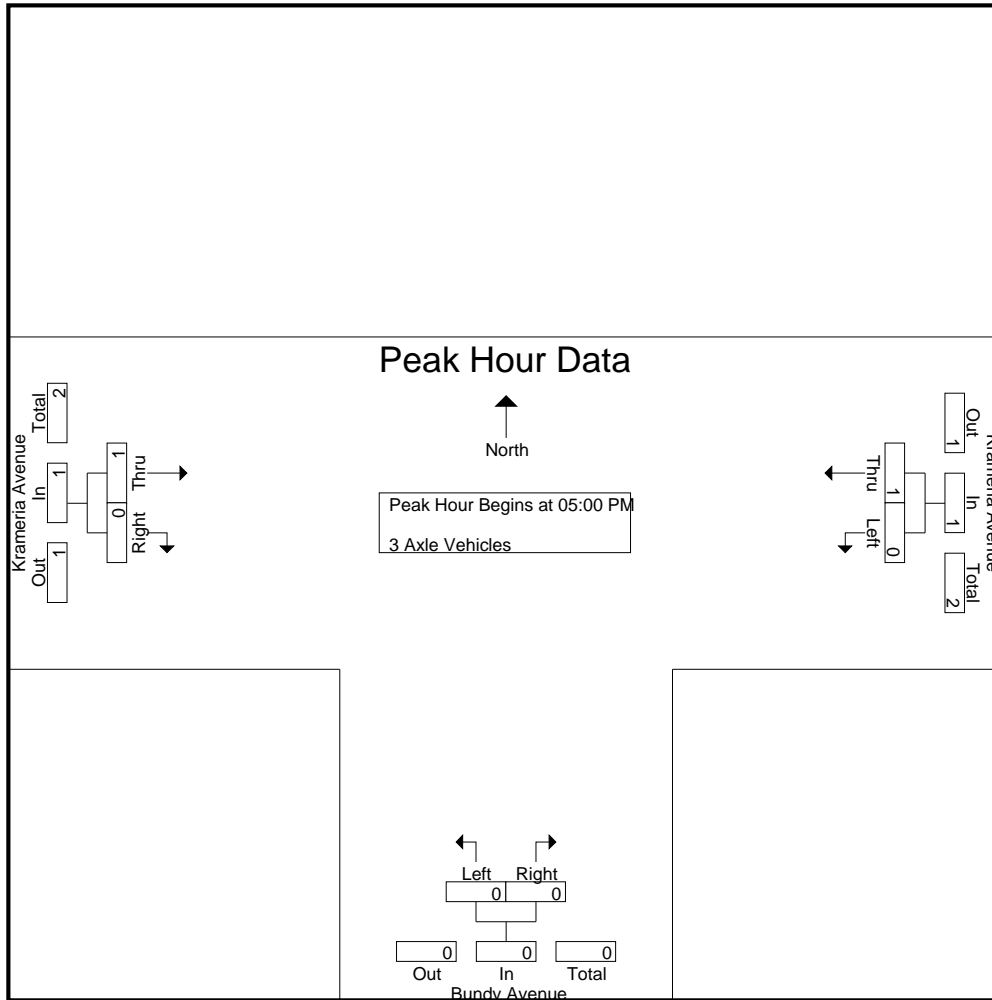 Peak Hour Data
North
Peak Hour Begins at 05:00 PM
3 Axle Vehicles
Krameria Avenue
Total
2
In
1
Out
1
Thru
1
Right
0
Krameria Avenue
Out
1
In
1
Total
2
Thru
1
Left
0
Left Right
0 0
0 0 0
Out In Total
Bundy Avenue